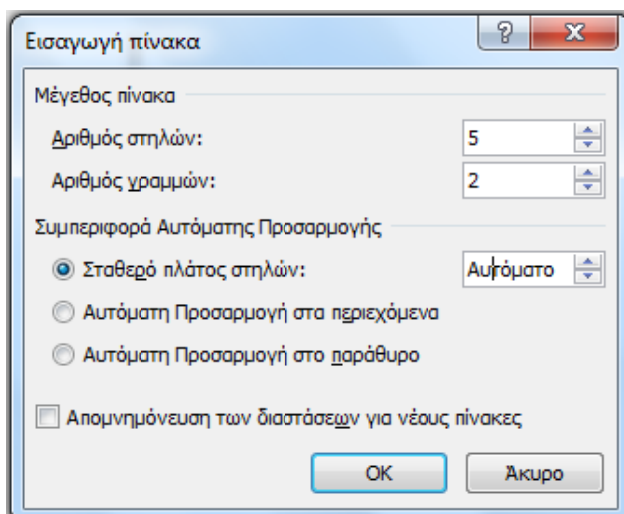 Εισαγωγή πίνακα
Μέγεθος πίνακα
Αριθμός στηλών: 5
Αριθμός γραμμών: 2
Συμπεριφορά Αυτόματης Προσαρμογής
Σταθερό πλάτος στηλών: Αυτόματο
Αυτόματη Προσαρμογή στα περιεχόμενα
Αυτόματη Προσαρμογή στο παράθυρο
Απομνημόνευση των διαστάσεων για νέους πίνακες
OK Άκυρο